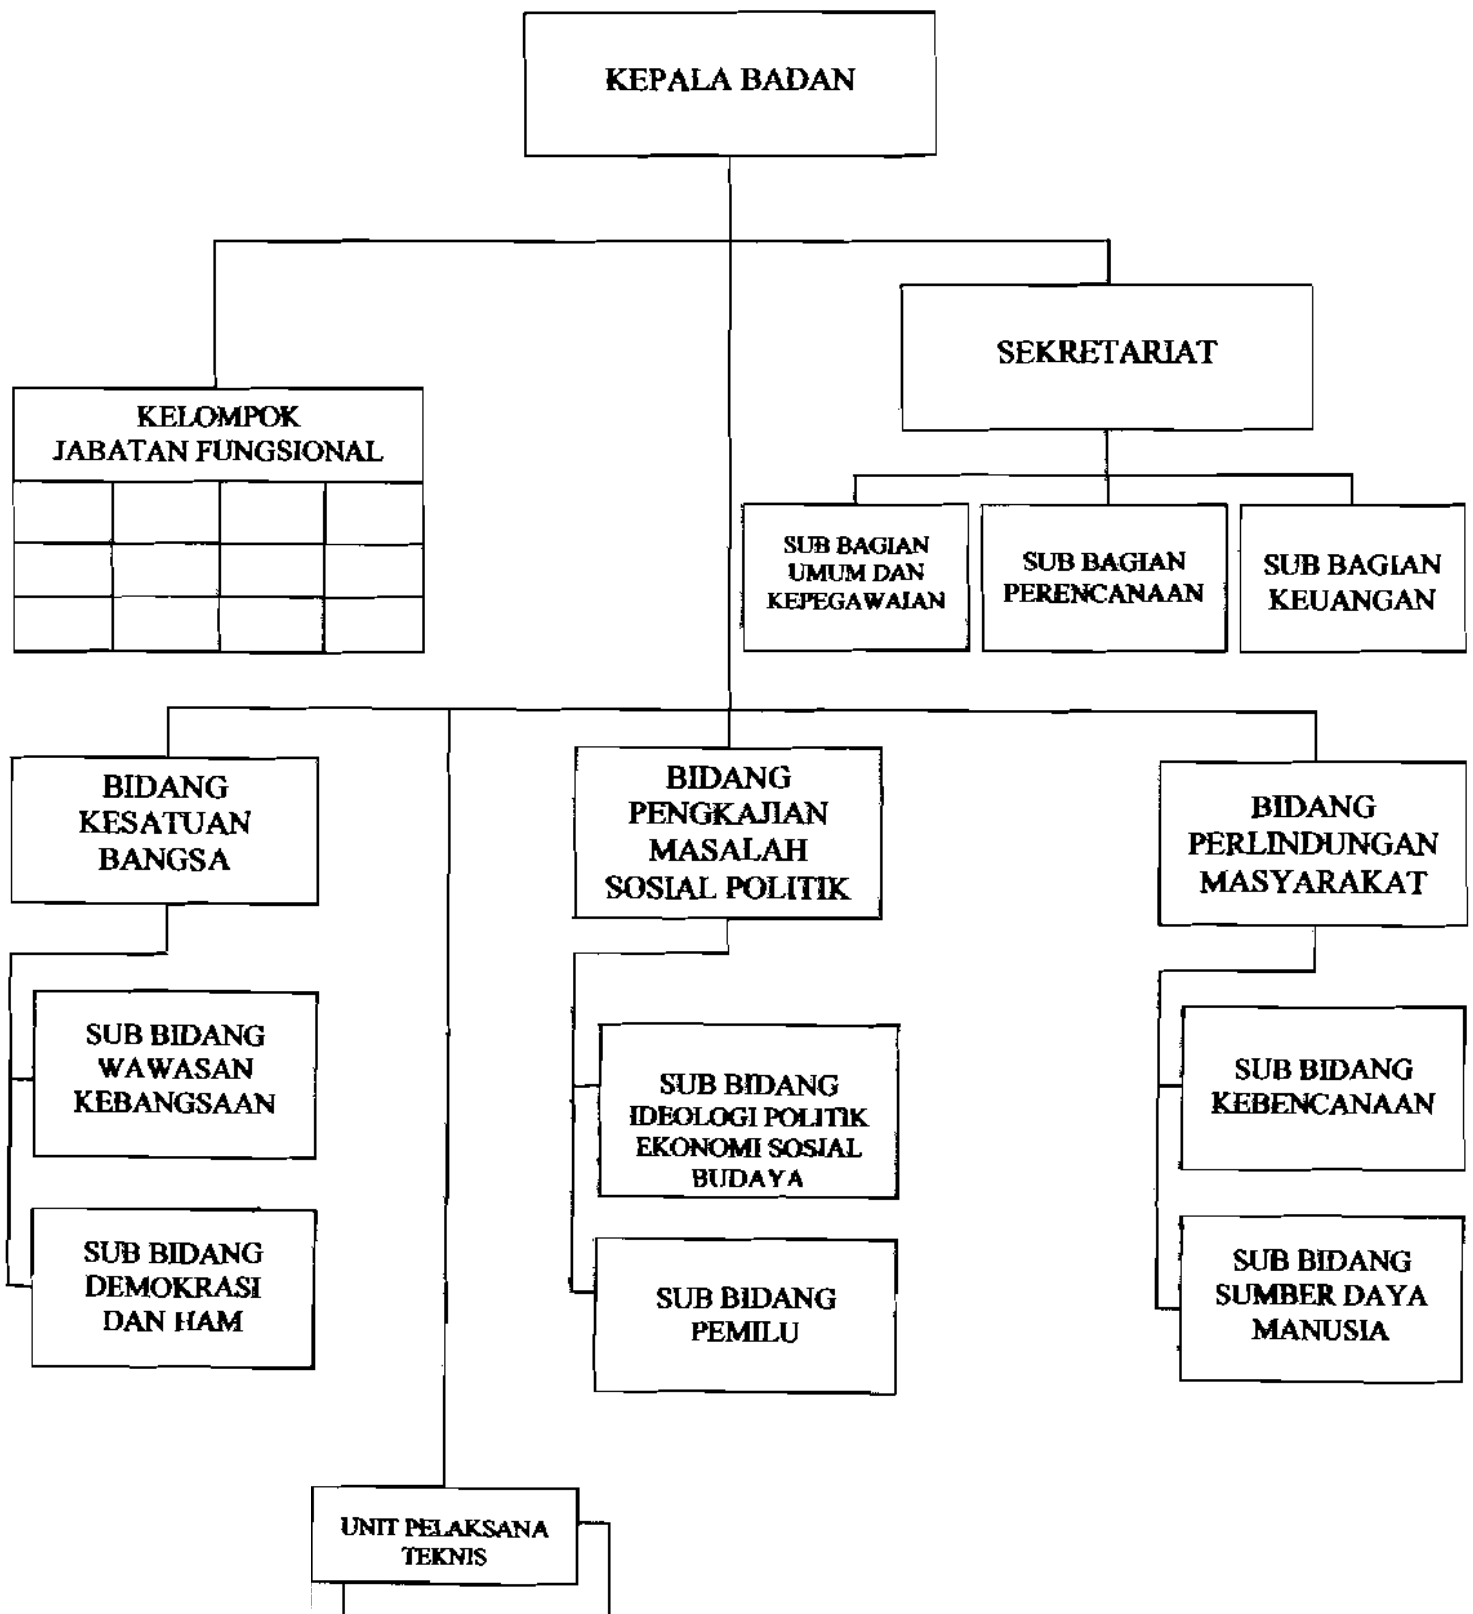 KEPALA BADAN
SEKRETARIAT
KELOMPOK
JABATAN FUNGSIONAL
SUB BAGIAN
UMUM DAN
KEPEGAWAIAN
SUB BAGIAN
PERENCANAAN
SUB BAGIAN
KEUANGAN
BIDANG
KESATUAN
BANGSA
BIDANG
PENGKAJIAN
MASALAH
SOSIAL POLITIK
BIDANG
PERLINDUNGAN
MASYARAKAT
SUB BIDANG
WAWASAN
KEBANGSAAN
SUB BIDANG
IDEOLOGI POLITIK
EKONOMI SOSIAL
BUDAYA
SUB BIDANG
KEBENCANAAN
SUB BIDANG
DEMOKRASI
DAN HAM
SUB BIDANG
PEMILU
SUB BIDANG
SUMBER DAYA
MANUSIA
UNIT PELAKSANA
TEKNIS